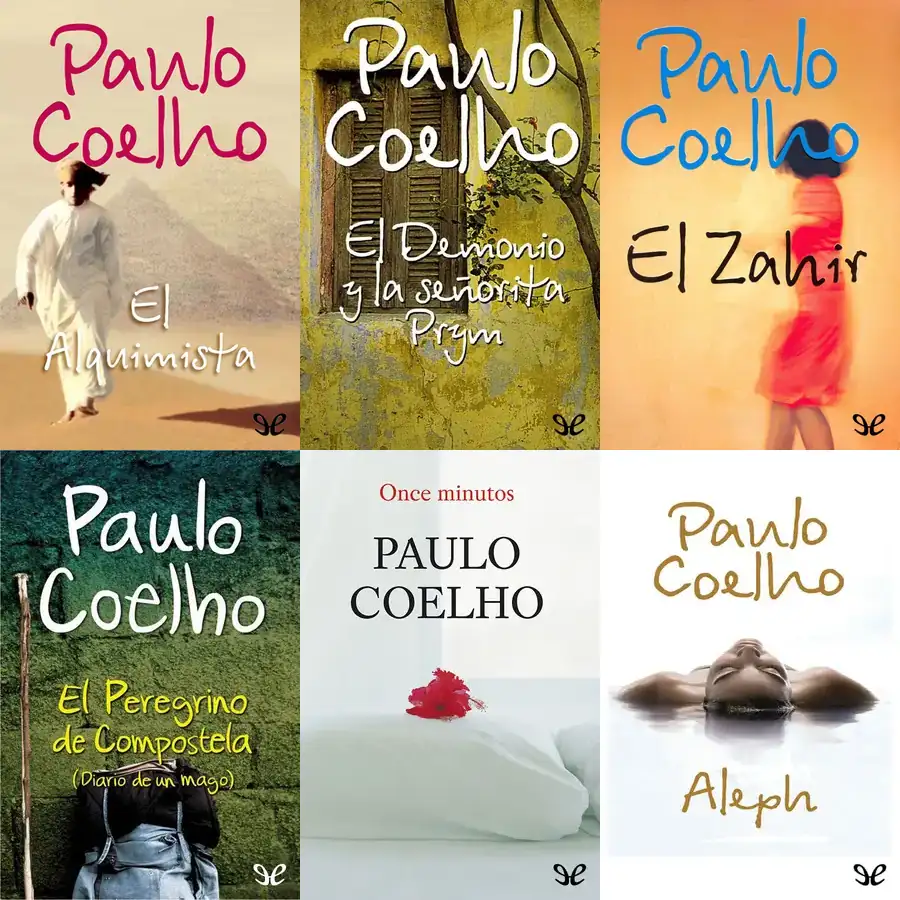 Paulo
Coelho
El
Alquimista
Paulo
Coelho
El Demonio
y la señorita
Prym
Paulo
Coelho
El Zahir
Paulo
Coelho
El Peregrino
de Compostela
(Diario de un mago)
Once minutos
PAULO
COELHO
Paulo
Coelho
Aleph